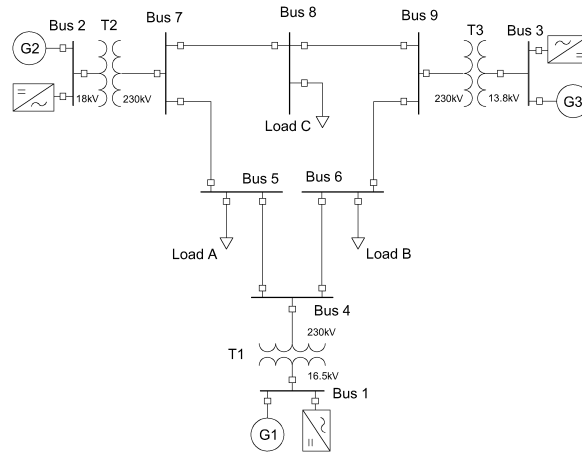 Bus 2
T2
Bus 7
Bus 8
Bus 9
T3
Bus 3
G2
18kV
230kV
230kV
13.8kV
G3
Load C
Bus 5
Bus 6
Load A
Load B
Bus 4
230kV
T1
16.5kV
Bus 1
G1